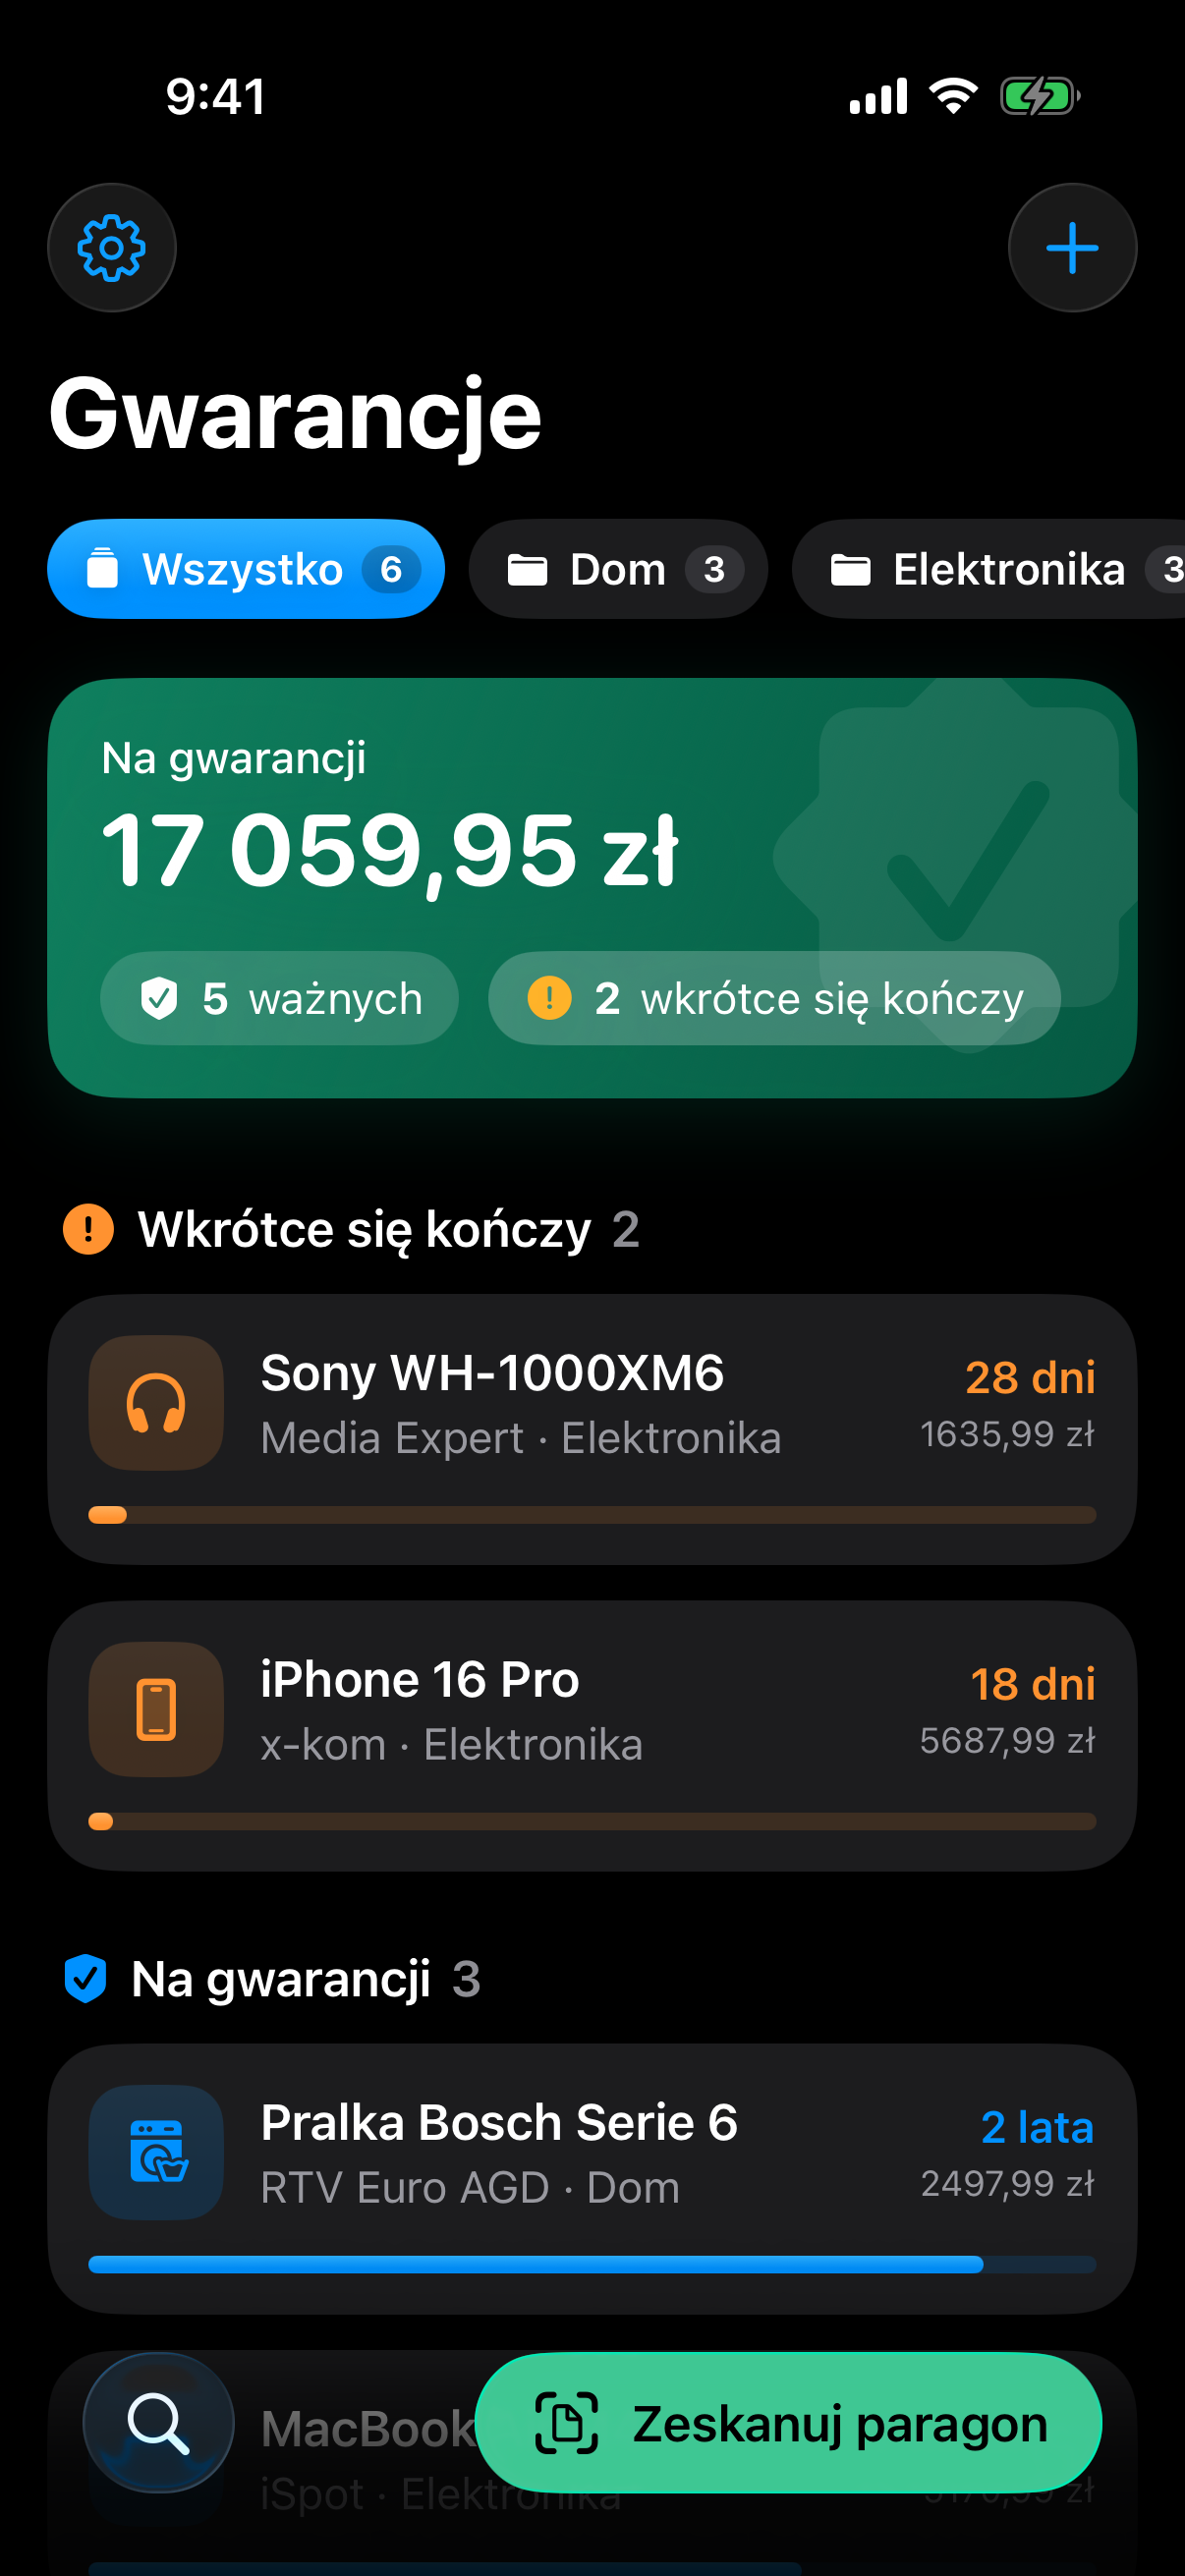 9:41
Gwarancje
Wszystko 6
Dom 3
Elektronika 3
Na gwarancji
17 059,95 zł
5 ważnych
2 wkrótce się kończy
Wkrótce się kończy 2
Sony WH-1000XM6
28 dni
Media Expert · Elektronika
1635,99 zł
iPhone 16 Pro
18 dni
x-kom · Elektronika
5687,99 zł
Na gwarancji 3
Pralka Bosch Serie 6
2 lata
RTV Euro AGD · Dom
2497,99 zł
MacBook
Zeskanuj paragon
iSpot · Elektronika
zł